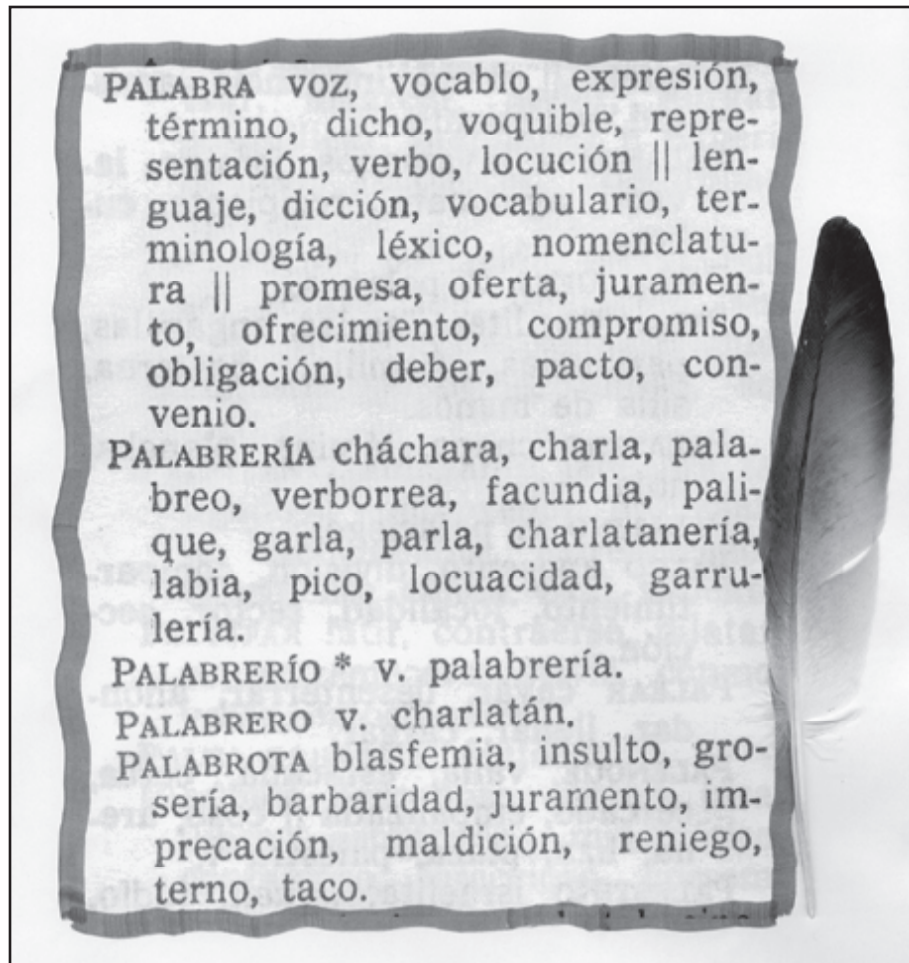 PALABRA voz, vocablo, expresión,
término, dicho, voquible, repre-
sentación, verbo, locución || len-
guaje, dicción, vocabulario, ter-
minología, léxico, nomenclatu-
ra || promesa, oferta, juramen-
to, ofrecimiento, compromiso,
obligación, deber, pacto, con-
venio.
PALABRERÍA cháchara, charla, pala-
breo, verborrea, facundia, pali-
que, garla, parla, charlatanería,
labia, pico, locuacidad, garru-
lería.
PALABRERÍO * v. palabrería.
PALABRERO v. charlatán.
PALABROTA blasfemia, insulto, gro-
sería, barbaridad, juramento, im-
precación, maldición, reniego,
terno, taco.